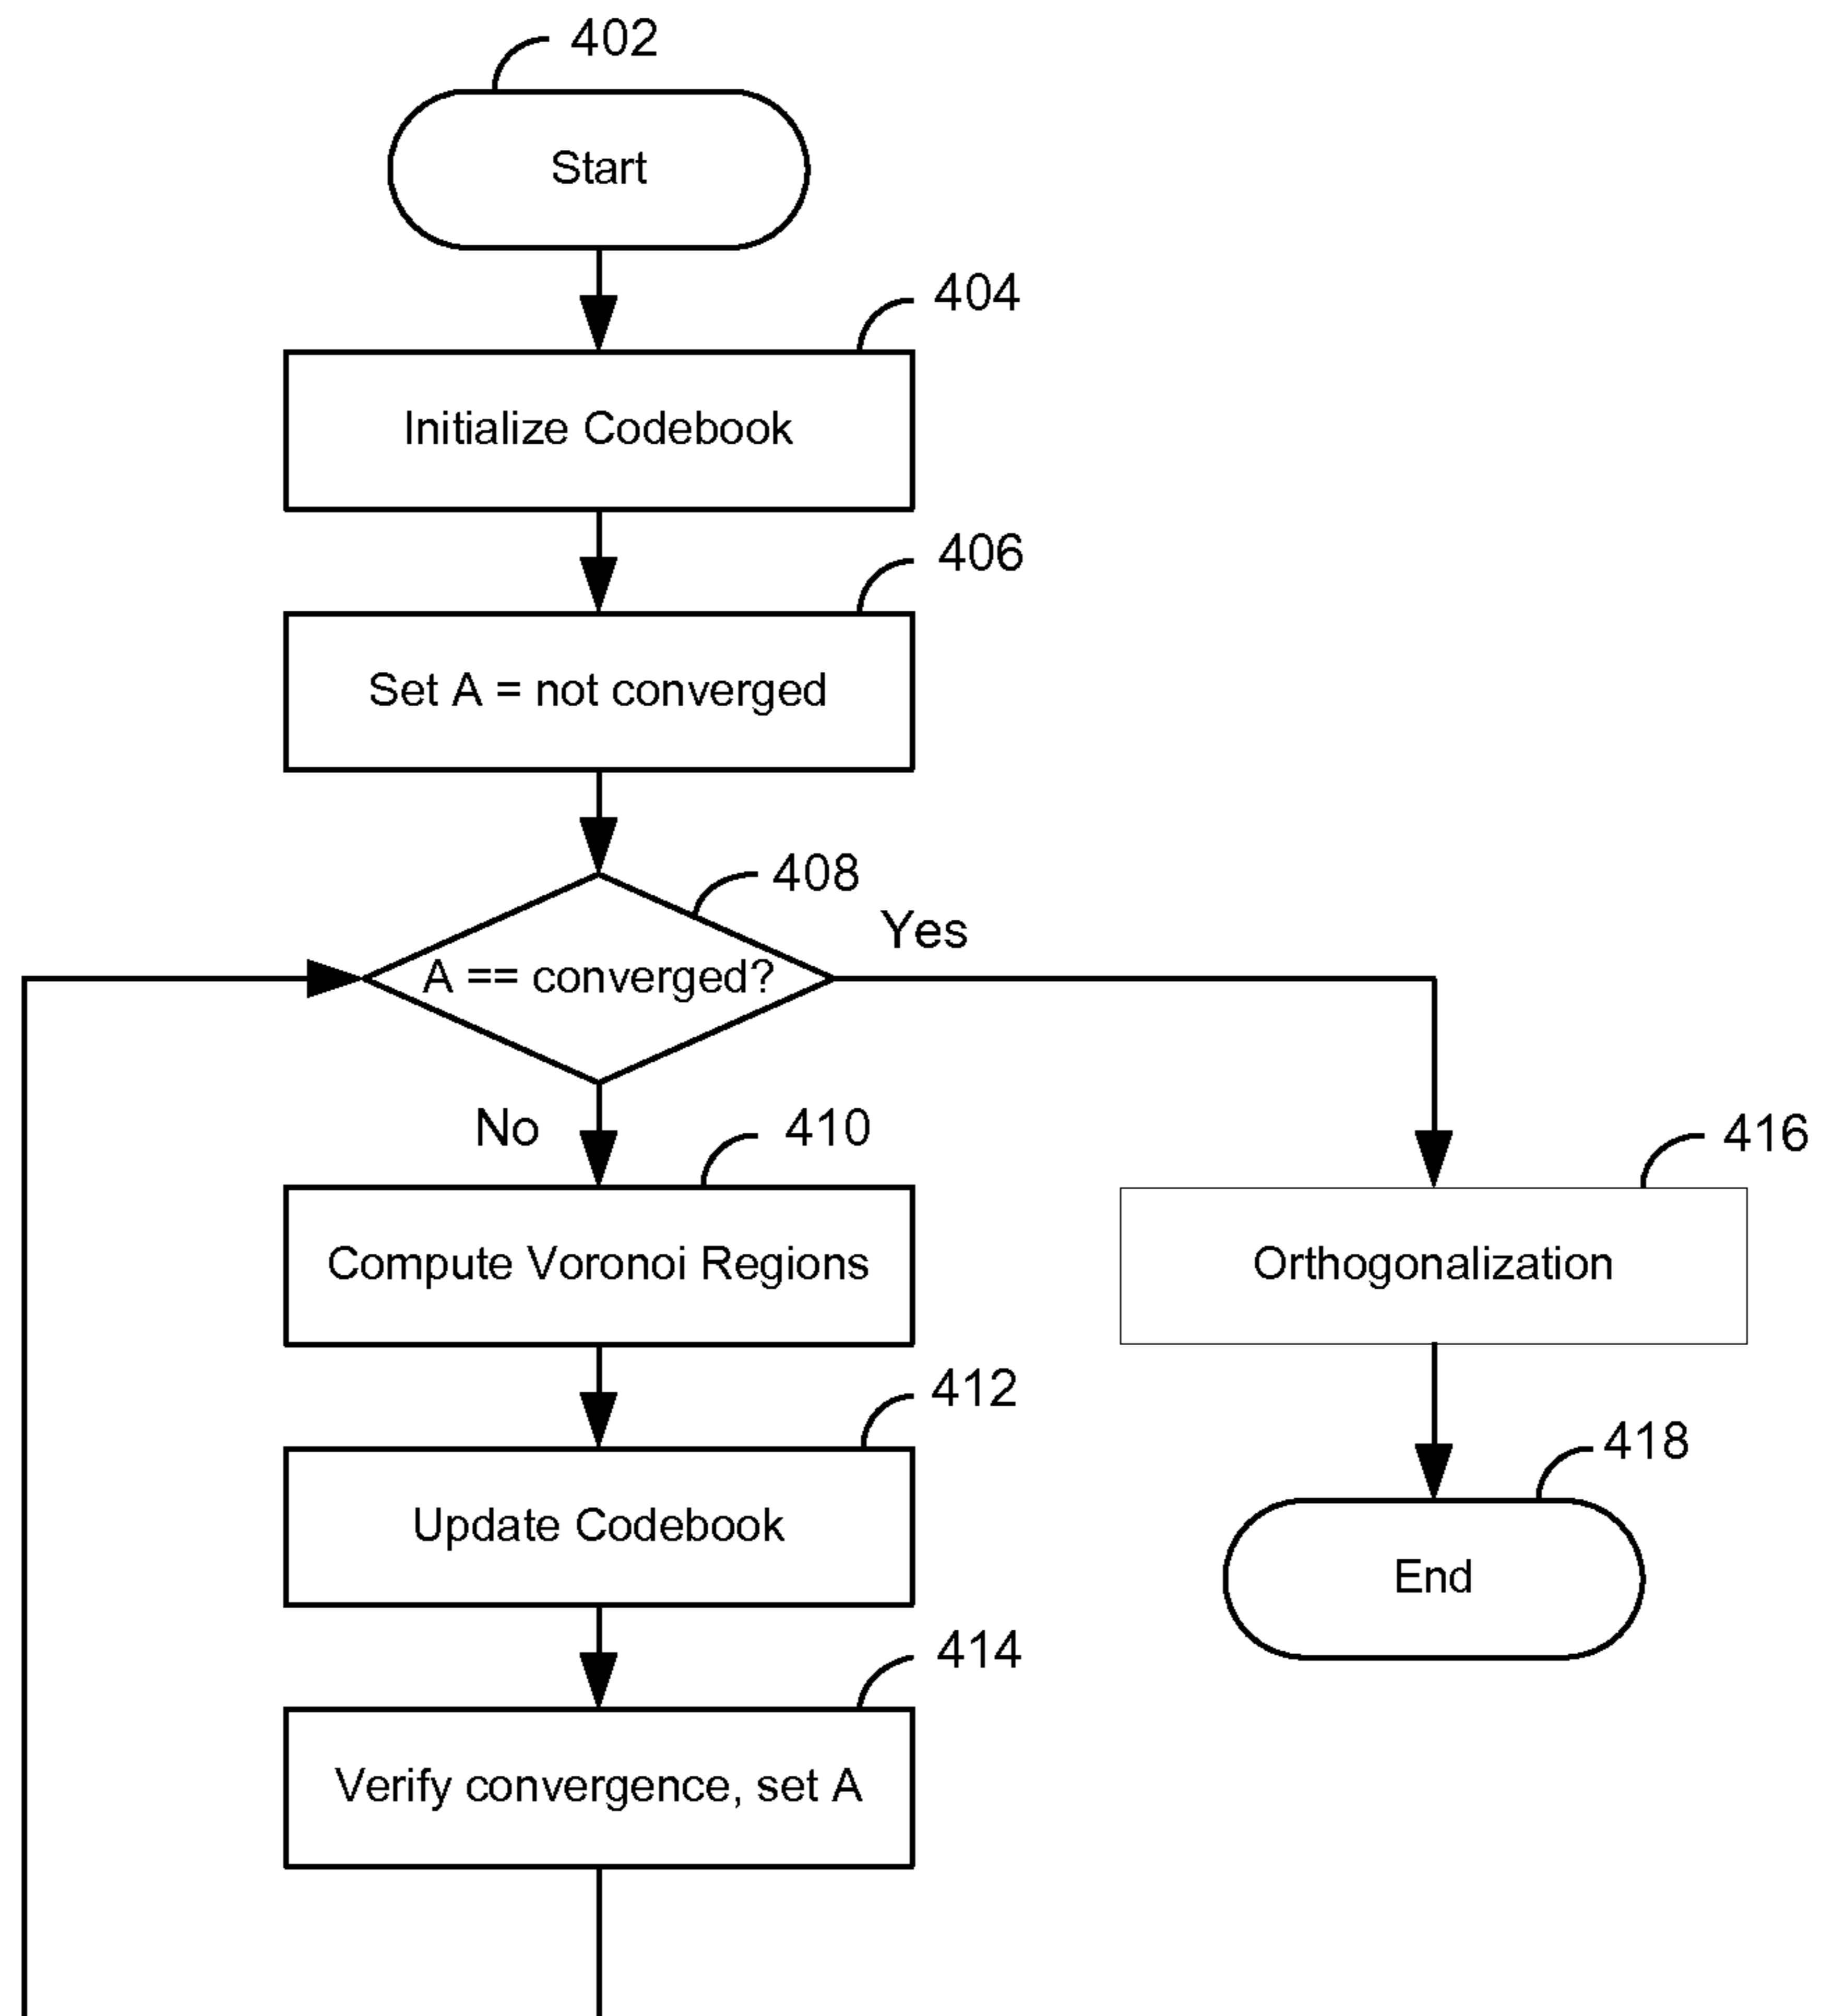 402
Start
404
Initialize Codebook
406
Set A = not converged
408
Yes
A == converged?
No
410
416
Compute Voronoi Regions
Orthogonalization
412
418
Update Codebook
End
414
Verify convergence, set A